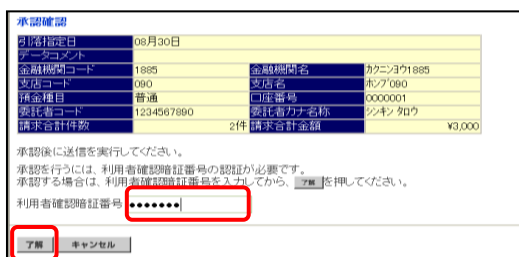 承認確認
引落指定日 08月30日
データコメント
金融機関コード 1885 金融機関名 カクニンヨウ1885
支店コード 090 支店名 ホンブ090
預金種目 普通 口座番号 0000001
委託者コード 1234567890 委託者カナ名称 シンキン タロウ
請求合計件数 2件 請求合計金額 ¥3,000
承認後に送信を実行してください。
承認を行うには、利用者確認暗証番号の認証が必要です。
承認する場合は、利用者確認暗証番号を入力してから、 了解 を押してください。
利用者確認暗証番号 ●●●●●●●
了解 キャンセル